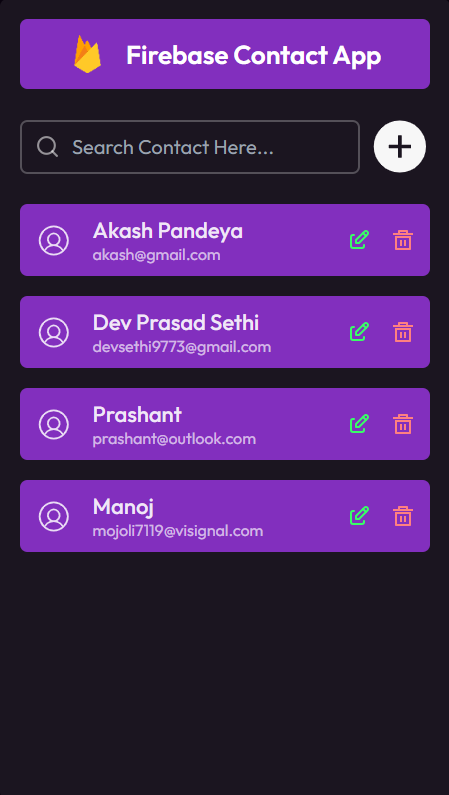 Firebase Contact App
Search Contact Here...
Akash Pandeya
akash@gmail.com
Dev Prasad Sethi
devsethi9773@gmail.com
Prashant
prashant@outlook.com
Manoj
mojoli7119@visignal.com